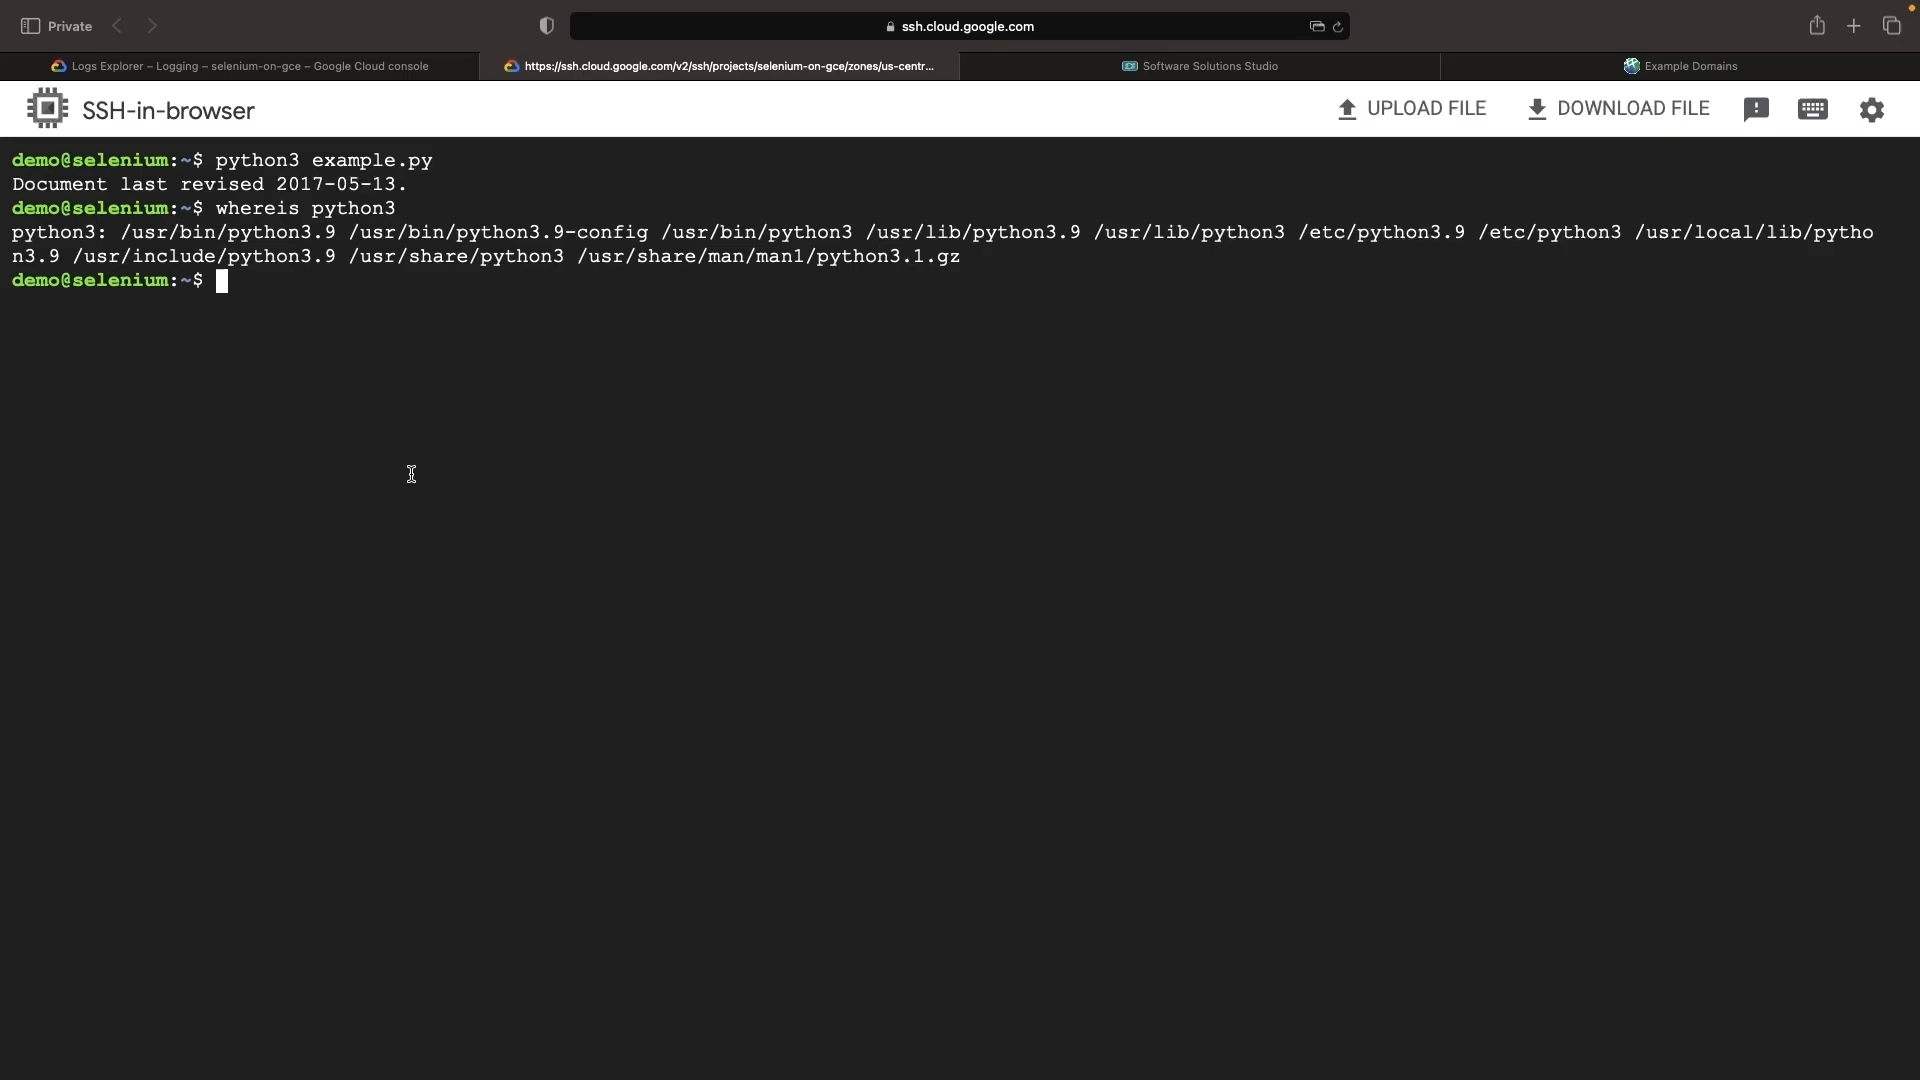 Private
ssh.cloud.google.com
Logs Explorer – Logging – selenium-on-gce – Google Cloud console
https://ssh.cloud.google.com/v2/ssh/projects/selenium-on-gce/zones/us-centr...
Software Solutions Studio
Example Domains
SSH-in-browser
UPLOAD FILE
DOWNLOAD FILE
demo@selenium:~$ python3 example.py
Document last revised 2017-05-13.
demo@selenium:~$ whereis python3
python3: /usr/bin/python3.9 /usr/bin/python3.9-config /usr/bin/python3 /usr/lib/python3.9 /usr/lib/python3 /etc/python3.9 /etc/python3 /usr/local/lib/pytho
n3.9 /usr/include/python3.9 /usr/share/python3 /usr/share/man/man1/python3.1.gz
demo@selenium:~$